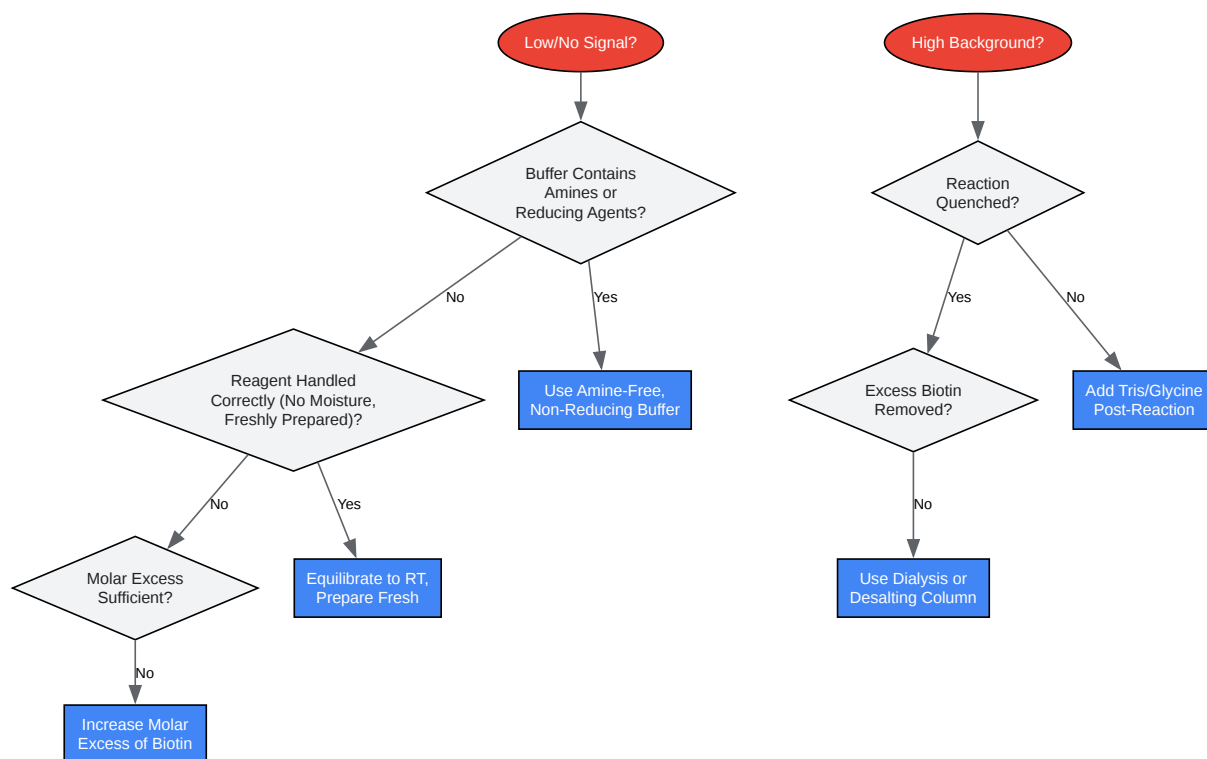 Low/No Signal?
High Background?
Buffer Contains
Amines or
Reducing Agents?
Reaction
Quenched?
No
Yes
Yes
No
Reagent Handled
Correctly (No Moisture,
Freshly Prepared)?
Use Amine-Free,
Non-Reducing Buffer
Excess Biotin
Removed?
Add Tris/Glycine
Post-Reaction
No
Yes
No
Molar Excess
Sufficient?
Equilibrate to RT,
Prepare Fresh
Use Dialysis or
Desalting Column
No
Increase Molar
Excess of Biotin